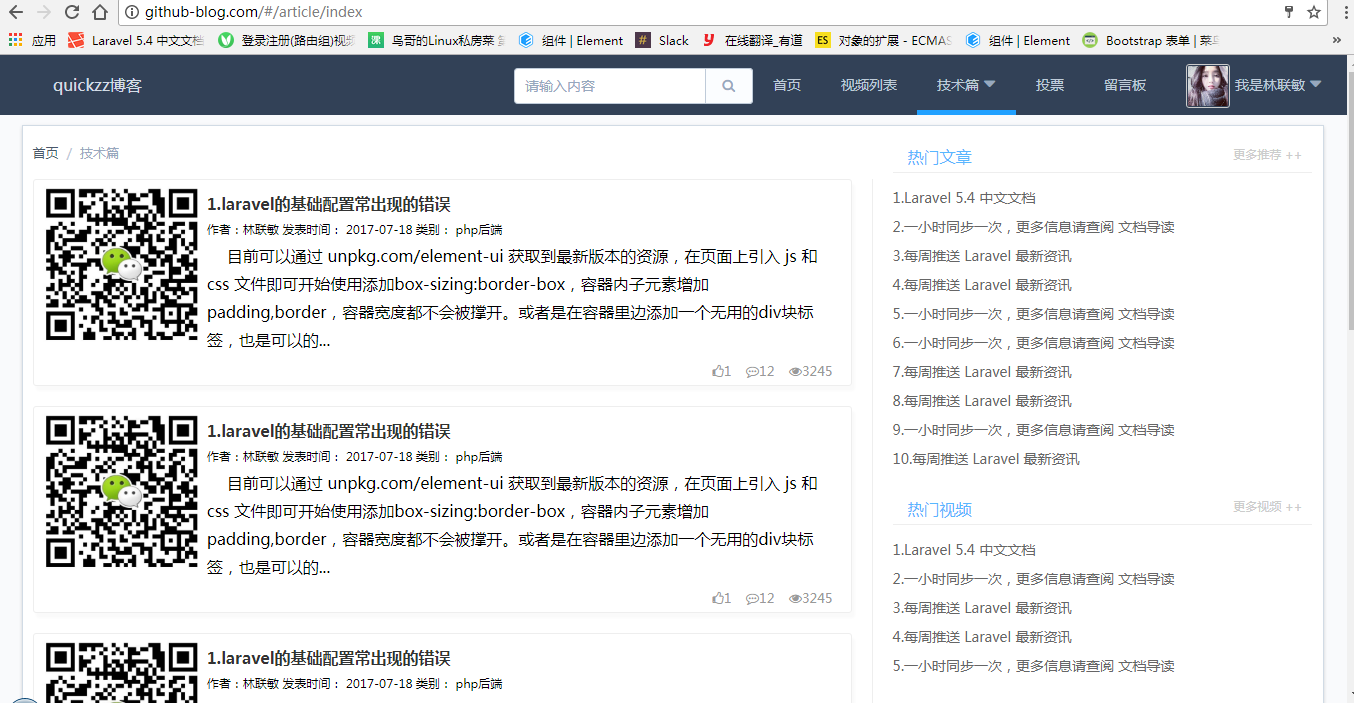 github-blog.com/#/article/index
应用 Laravel 5.4 中文文档 登录注册(路由组)视频 鸟哥的Linux私房菜 组件 | Element Slack 在线翻译_有道 对象的扩展 - ECMAS 组件 | Element Bootstrap 表单 | 菜鸟 »
quickzz博客 请输入内容 首页 视频列表 技术篇 投票 留言板 我是林联敏
首页 / 技术篇
1.laravel的基础配置常出现的错误
作者：林联敏 发表时间： 2017-07-18 类别： php后端
目前可以通过 unpkg.com/element-ui 获取到最新版本的资源，在页面上引入 js 和
css 文件即可开始使用添加box-sizing:border-box，容器内子元素增加
padding,border，容器宽度都不会被撑开。或者是在容器里边添加一个无用的div块标
签，也是可以的...
1 12 3245
1.laravel的基础配置常出现的错误
作者：林联敏 发表时间： 2017-07-18 类别： php后端
目前可以通过 unpkg.com/element-ui 获取到最新版本的资源，在页面上引入 js 和
css 文件即可开始使用添加box-sizing:border-box，容器内子元素增加
padding,border，容器宽度都不会被撑开。或者是在容器里边添加一个无用的div块标
签，也是可以的...
1 12 3245
1.laravel的基础配置常出现的错误
作者：林联敏 发表时间： 2017-07-18 类别： php后端
热门文章 更多推荐 ++
1.Laravel 5.4 中文文档
2.一小时同步一次，更多信息请查阅 文档导读
3.每周推送 Laravel 最新资讯
4.每周推送 Laravel 最新资讯
5.一小时同步一次，更多信息请查阅 文档导读
6.一小时同步一次，更多信息请查阅 文档导读
7.每周推送 Laravel 最新资讯
8.每周推送 Laravel 最新资讯
9.一小时同步一次，更多信息请查阅 文档导读
10.每周推送 Laravel 最新资讯
热门视频 更多视频 ++
1.Laravel 5.4 中文文档
2.一小时同步一次，更多信息请查阅 文档导读
3.每周推送 Laravel 最新资讯
4.每周推送 Laravel 最新资讯
5.一小时同步一次，更多信息请查阅 文档导读